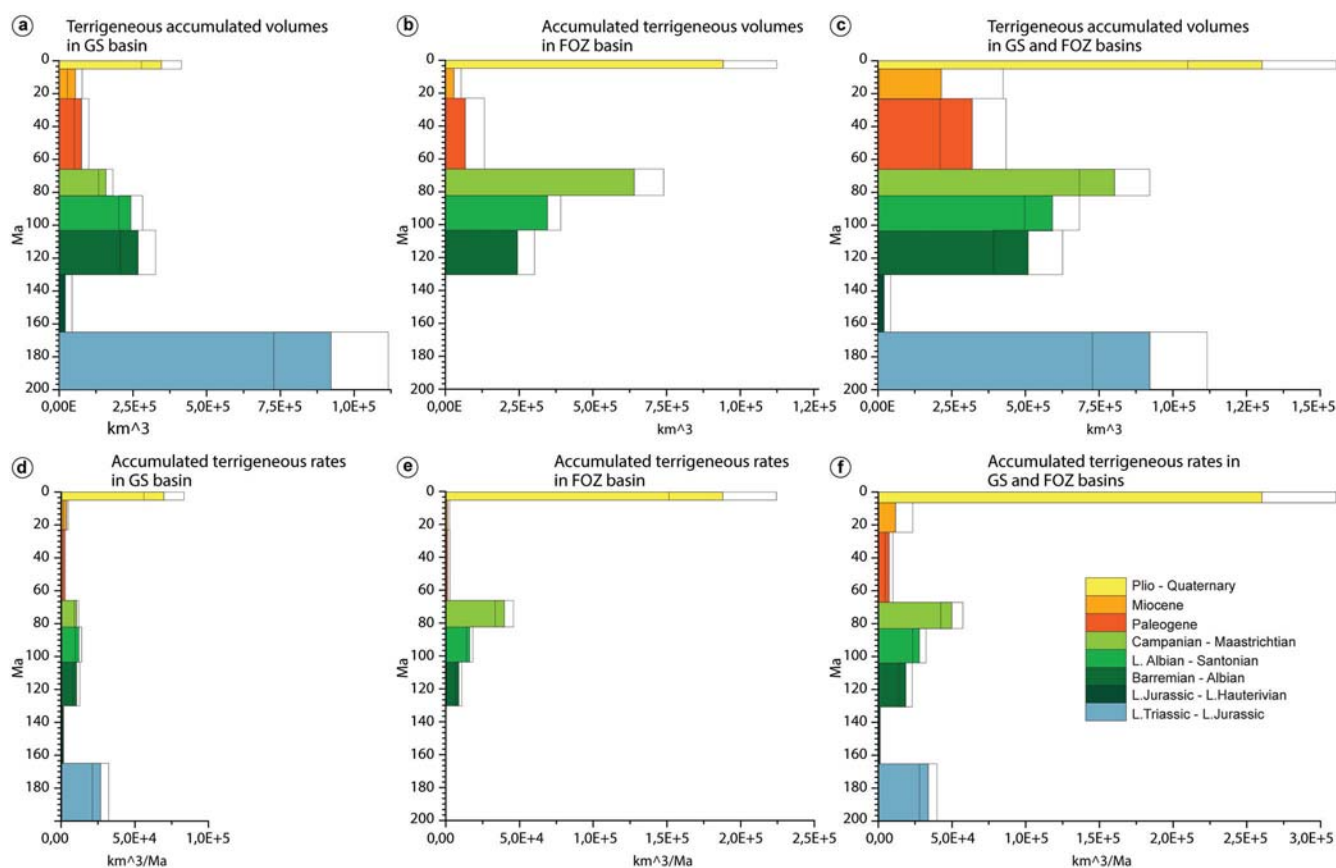 a
Terrigeneous accumulated volumes
in GS basin
0
20
40
60
80
100
120
140
160
180
200
Ma
0,00E
2,5E+5
5,0E+5
7,5E+5
1,0E+5
km^3
b
Accumulated terrigeneous volumes
in FOZ basin
0
20
40
60
80
100
120
140
160
180
200
Ma
0,00E
2,5E+5
5,0E+5
7,5E+5
1,0E+5
1,2E+5
km^3
c
Terrigeneous accumulated volumes
in GS and FOZ basins
0
20
40
60
80
100
120
140
160
180
200
Ma
0,00E
2,5E+5
5,0E+5
7,5E+5
1,0E+5
1,5E+5
km^3
d
Accumulated terrigeneous rates
in GS basin
0
20
40
60
80
100
120
140
160
180
Ma
0,00
5,0E+4
1,0E+5
km^3/Ma
e
Accumulated terrigeneous rates
in FOZ basin
0
20
40
60
80
100
120
140
160
180
200
Ma
0,00
5,0E+4
1,0E+5
1,5E+5
2,0E+5
2,5E+5
km^3/Ma
f
Accumulated terrigeneous rates in
GS and FOZ basins
0
20
40
60
80
100
120
140
160
180
200
Ma
0,00
5,0E+4
1,0E+5
1,5E+5
2,0E+5
2,5E+5
3,0E+5
km^3/Ma
Plio - Quaternary
Miocene
Paleogene
Campanian - Maastrichtian
L. Albian - Santonian
Barremian - Albian
L.Jurassic - L.Hauterivian
L.Triassic - L.Jurassic